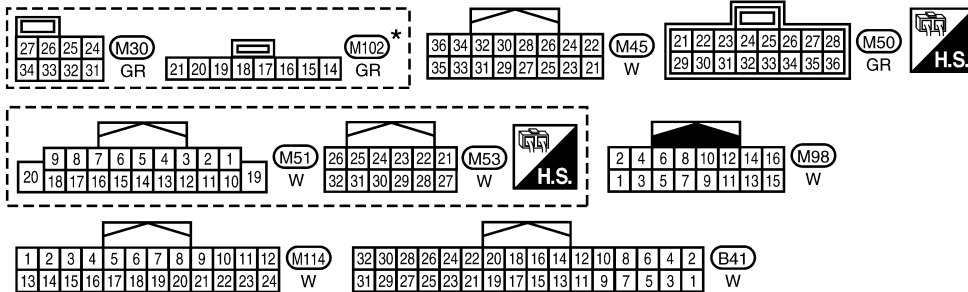 27 26 25 24 M30
34 33 32 31 GR
21 20 19 18 17 16 15 14 M102 *
GR
36 34 32 30 28 26 24 22 M45
35 33 31 29 27 25 23 21 W
21 22 23 24 25 26 27 28 M50
29 30 31 32 33 34 35 36 GR
H.S.
9 8 7 6 5 4 3 2 1 M51
20 18 17 16 15 14 13 12 11 10 19 W
26 25 24 23 22 21 M53
32 31 30 29 28 27 W
H.S.
2 4 6 8 10 12 14 16 M98
1 3 5 7 9 11 13 15 W
1 2 3 4 5 6 7 8 9 10 11 12 M114
13 14 15 16 17 18 19 20 21 22 23 24 W
32 30 28 26 24 22 20 18 16 14 12 10 8 6 4 2 B41
31 29 27 25 23 21 19 17 15 13 11 9 7 5 3 1 W